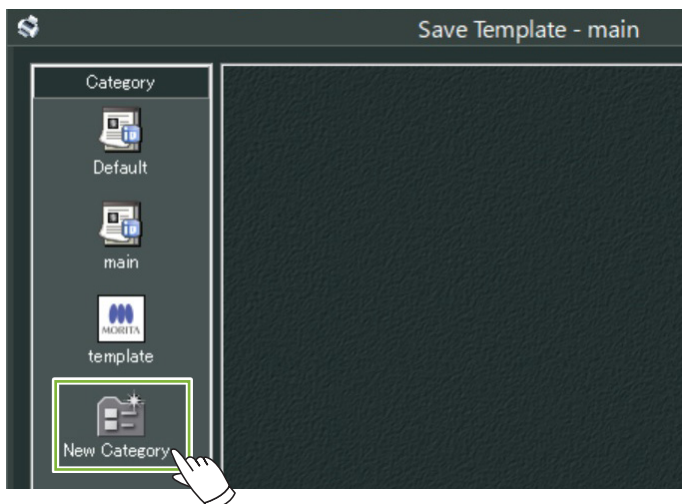 Save Template - main
Category
Default
main
MORITA
template
New Category